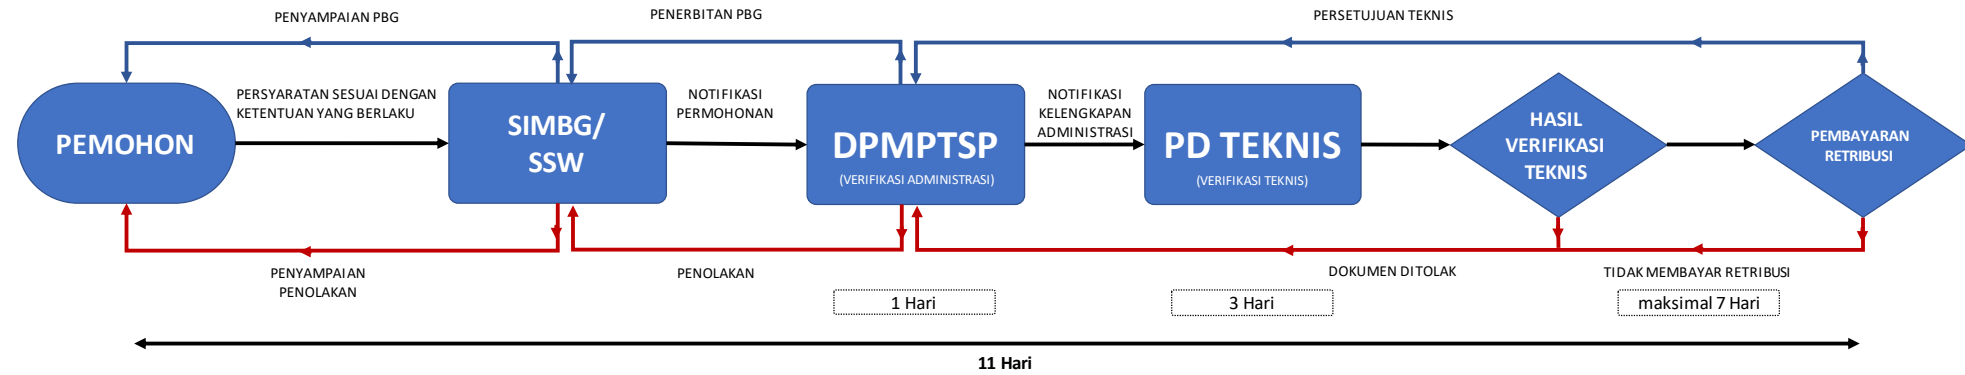 PENYAMPAIAN PBG
PENERBITAN PBG
PERSETUJUAN TEKNIS
PEMOHON
PERSYARATAN SESUAI DENGAN
KETENTUAN YANG BERLAKU
SIMBG/
SSW
NOTIFIKASI
PERMOHONAN
DPMPTSP
(VERIFIKASI ADMINISTRASI)
NOTIFIKASI
KELENGKAPAN
ADMINISTRASI
PD TEKNIS
(VERIFIKASI TEKNIS)
HASIL
VERIFIKASI
TEKNIS
PEMBAYARAN
RETRIBUSI
PENYAMPAIAN
PENOLAKAN
PENOLAKAN
DOKUMEN DITOLAK
TIDAK MEMBAYAR RETRIBUSI
1 Hari
3 Hari
maksimal 7 Hari
11 Hari